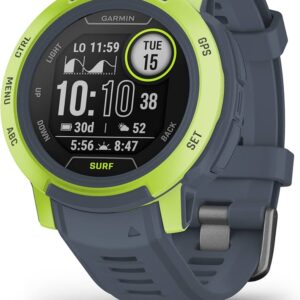 GARMIN
LIGHT
CTRL
MENU
ABC
GPS
SET
UP
DOWN
BACK
LO 11:59
TUE
15
10:10 38
30d
123
5:56 8:47
SURF